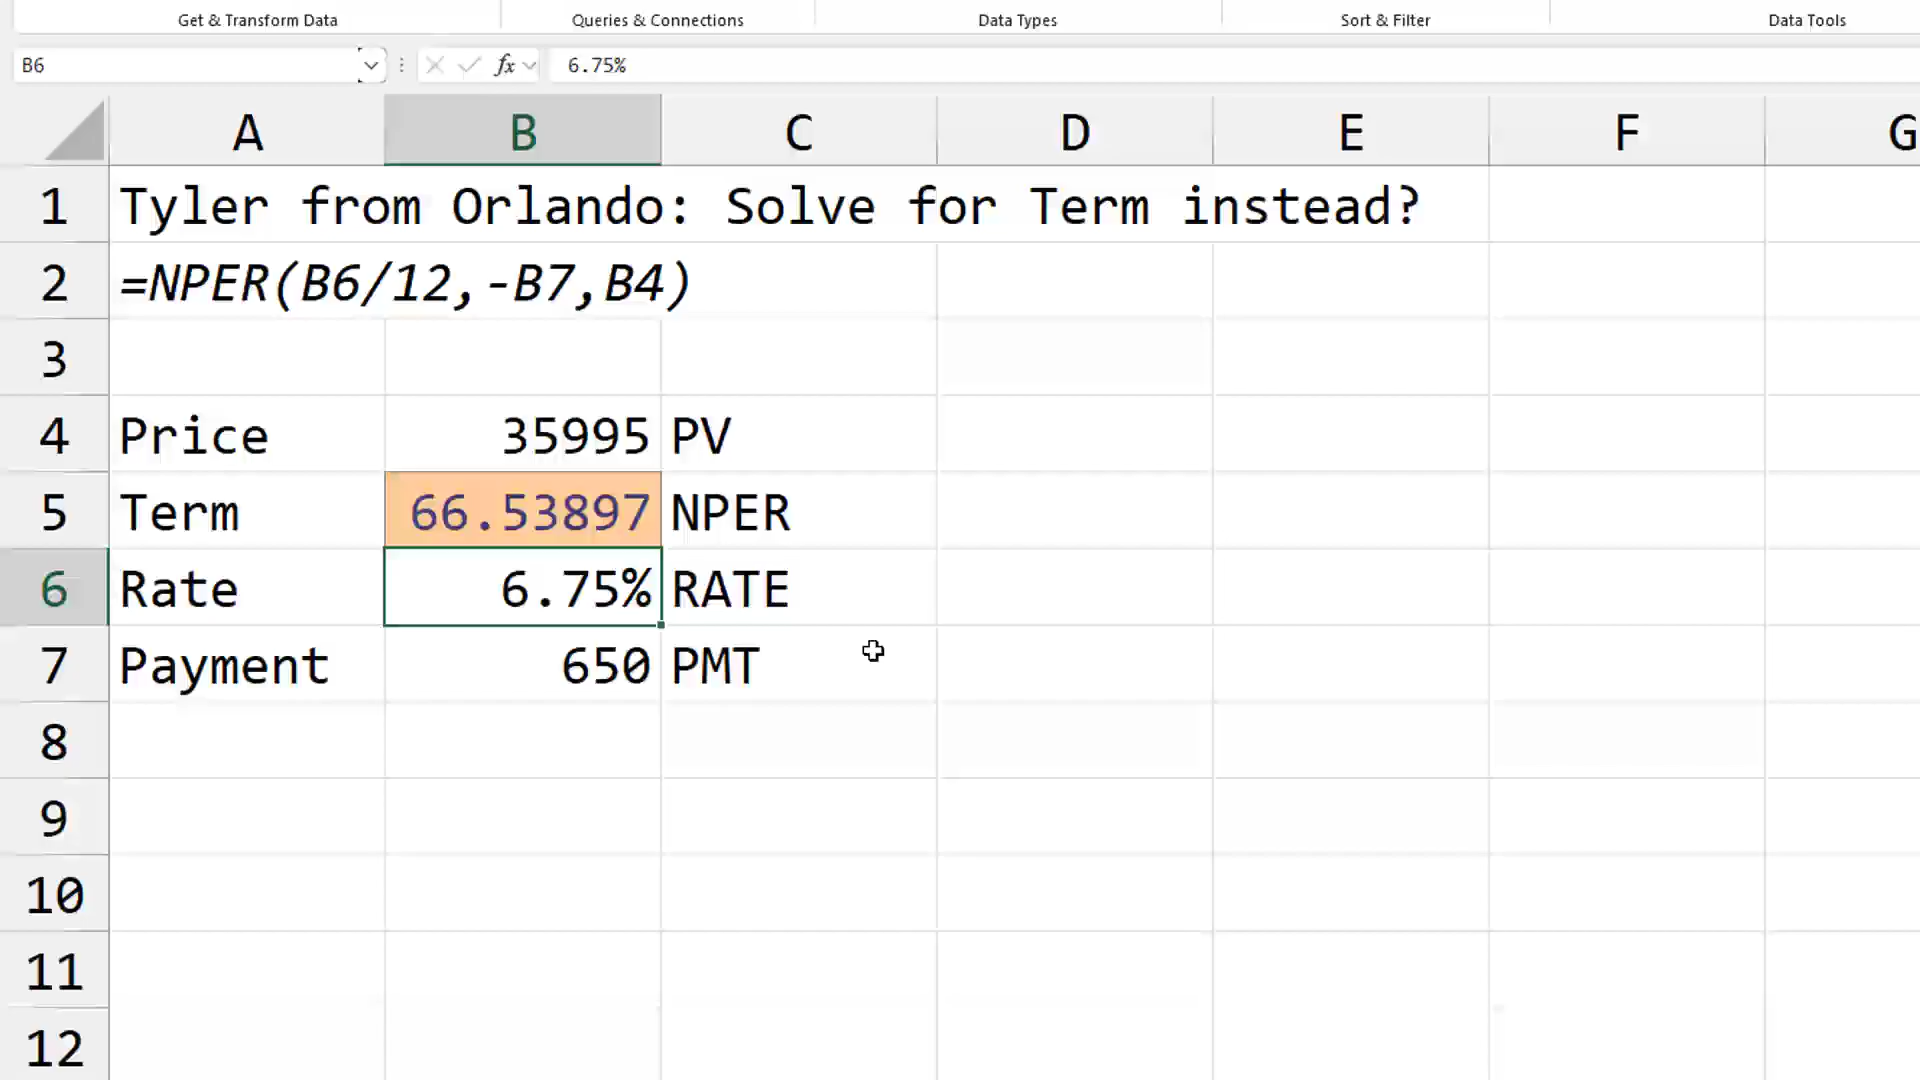 Get & Transform Data Queries & Connections Data Types Sort & Filter Data Tools
B6 fx 6.75%
A B C D E F G
1 Tyler from Orlando: Solve for Term instead?
2 =NPER(B6/12,-B7,B4)
3
4 Price 35995 PV
5 Term 66.53897 NPER
6 Rate 6.75% RATE
7 Payment 650 PMT
8
9
10
11
12